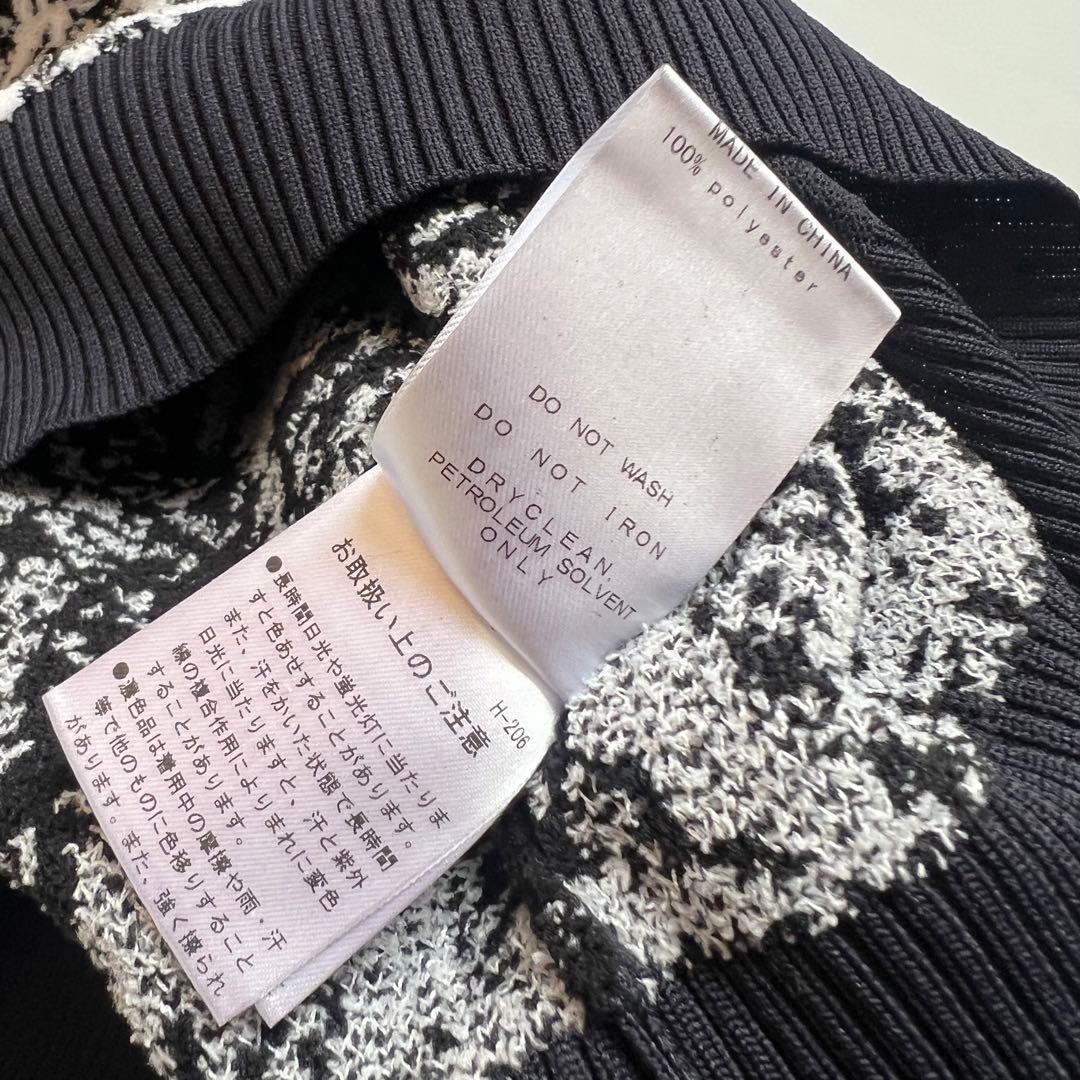 MADE IN CHINA
100% polyester
DO NOT WASH
DO NOT IRON
DRYCLEAN,
PETROLEUM SOLVENT
ONLY
H-206
お取扱い上のご注意
●長時間日光や蛍光灯に当たりま
すと色あせすることがあります。
また、汗をかいた状態で長時間
日光に当たりますと、汗と紫外
線の複合作用によりまれに変色
することがあります。
●濃色品は着用中の摩擦や雨・汗
等で他のものに色移りすること
があります。また、強く擦られ